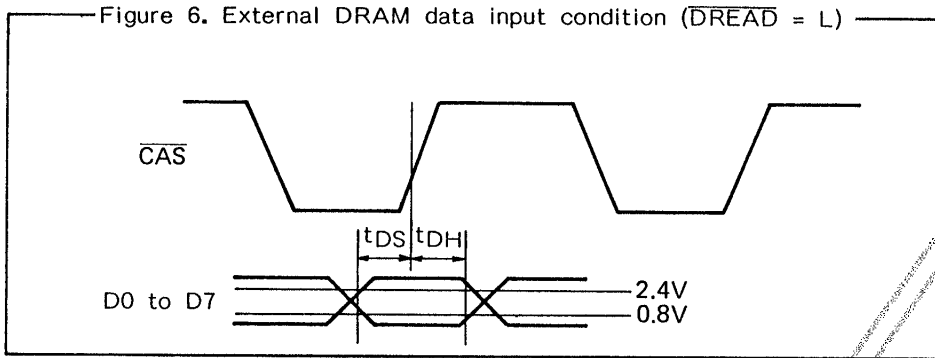 Figure 6. External DRAM data input condition (DREAD = L)
CAS
tDS tDH
D0 to D7
2.4V
0.8V